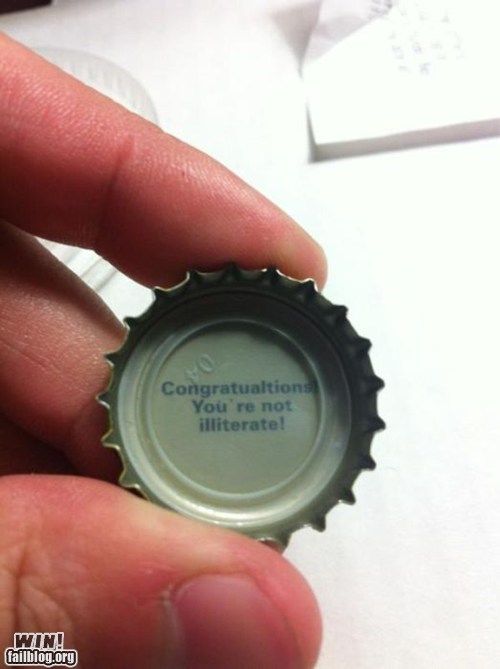 Congratualtions!
You're not
illiterate!
WIN!
failblog.org